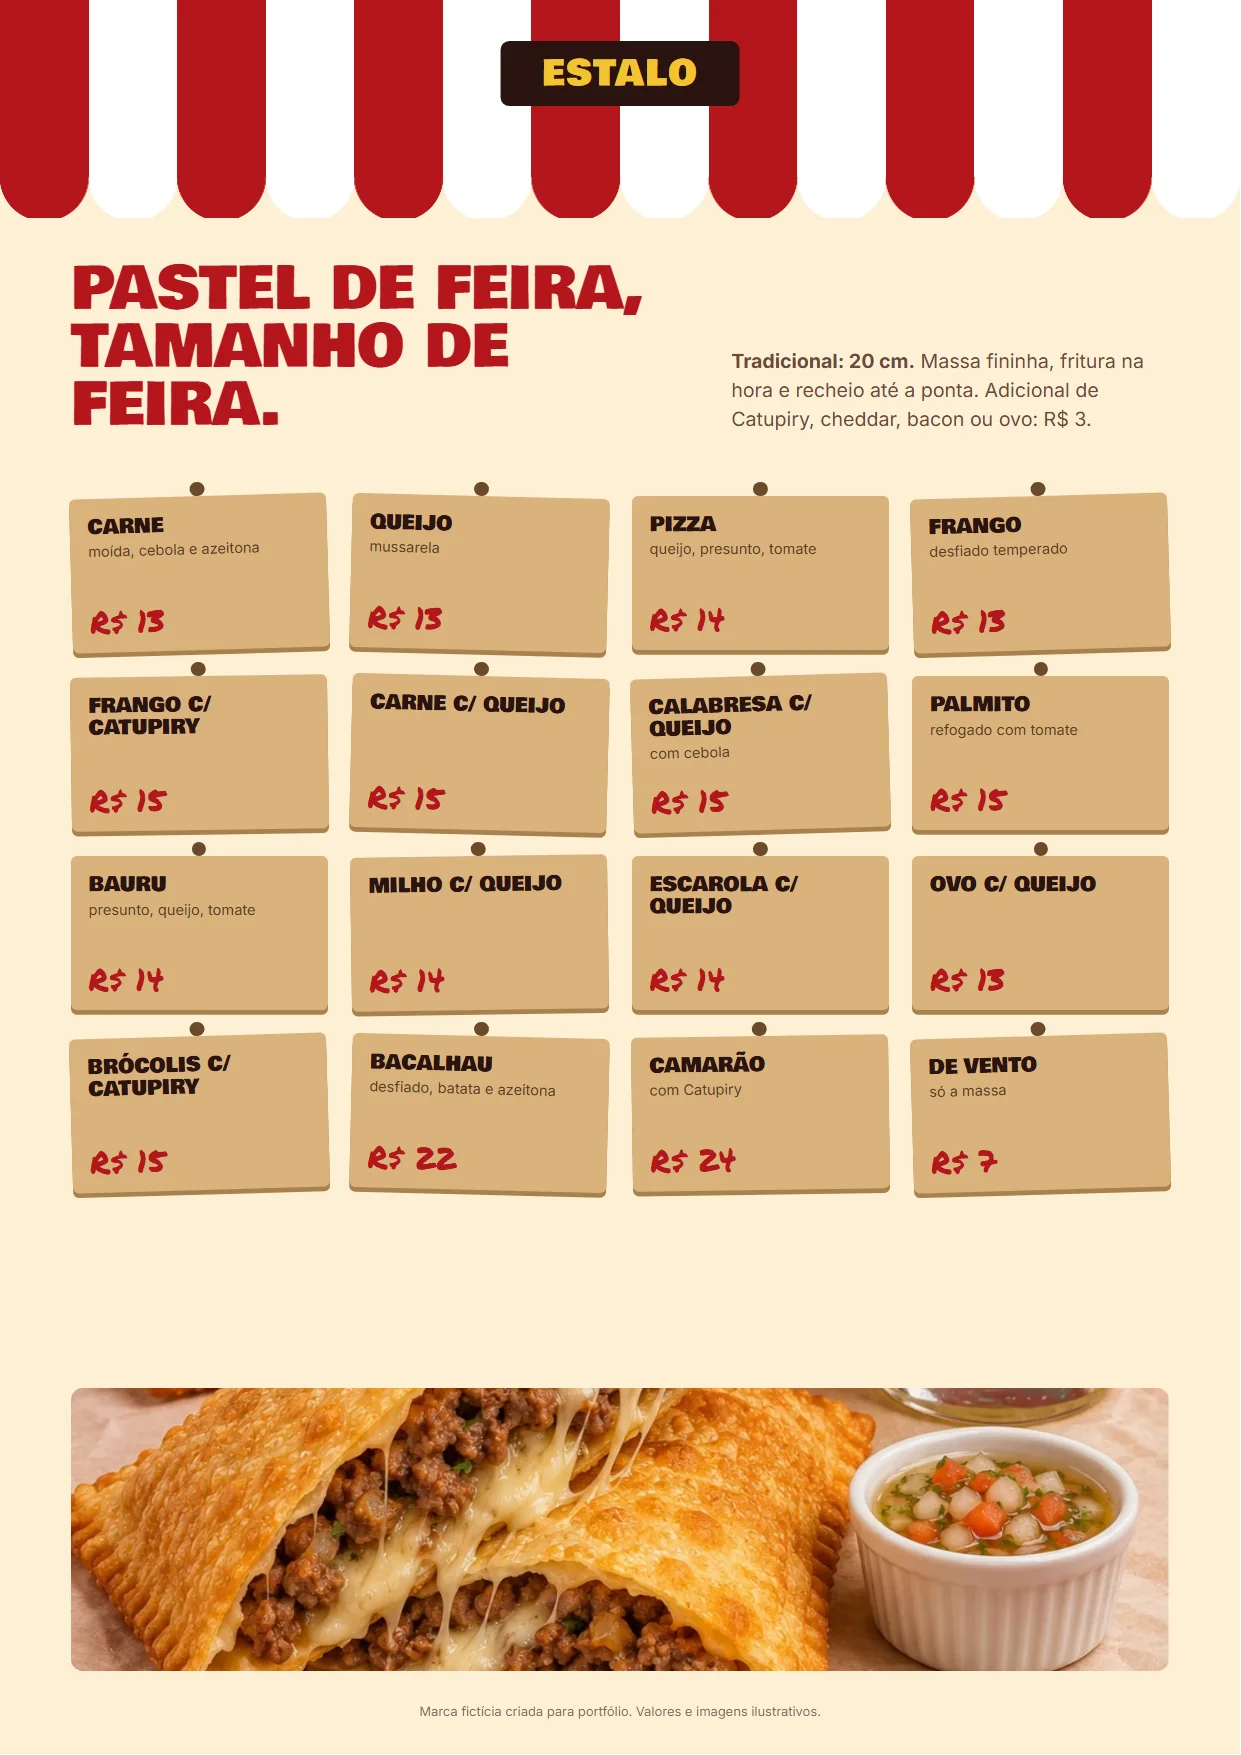 ESTALO
PASTEL DE FEIRA,
TAMANHO DE
FEIRA.
Tradicional: 20 cm. Massa fininha, fritura na
hora e recheio até a ponta. Adicional de
Catupiry, cheddar, bacon ou ovo: R$ 3.
CARNE
moída, cebola e azeitona
R$ 13
QUEIJO
mussarela
R$ 13
PIZZA
queijo, presunto, tomate
R$ 14
FRANGO
desfiado temperado
R$ 13
FRANGO C/
CATUPIRY
R$ 15
CARNE C/ QUEIJO
R$ 15
CALABRESA C/
QUEIJO
com cebola
R$ 15
PALMITO
refogado com tomate
R$ 15
BAURU
presunto, queijo, tomate
R$ 14
MILHO C/ QUEIJO
R$ 14
ESCAROLA C/
QUEIJO
R$ 14
OVO C/ QUEIJO
R$ 13
BRÓCOLIS C/
CATUPIRY
R$ 15
BACALHAU
desfiado, batata e azeitona
R$ 22
CAMARÃO
com Catupiry
R$ 24
DE VENTO
só a massa
R$ 7
Marca fictícia criada para portfólio. Valores e imagens ilustrativos.